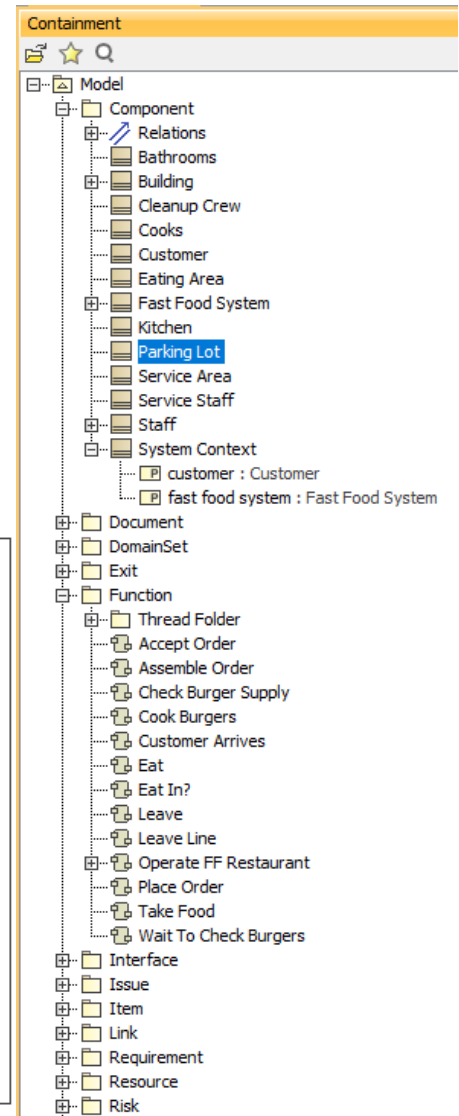 Containment
Model
Component
Relations
Bathrooms
Building
Cleanup Crew
Cooks
Customer
Eating Area
Fast Food System
Kitchen
Parking Lot
Service Area
Service Staff
Staff
System Context
P customer : Customer
P fast food system : Fast Food System
Document
DomainSet
Exit
Function
Thread Folder
Accept Order
Assemble Order
Check Burger Supply
Cook Burgers
Customer Arrives
Eat
Eat In?
Leave
Leave Line
Operate FF Restaurant
Place Order
Take Food
Wait To Check Burgers
Interface
Issue
Item
Link
Requirement
Resource
Risk